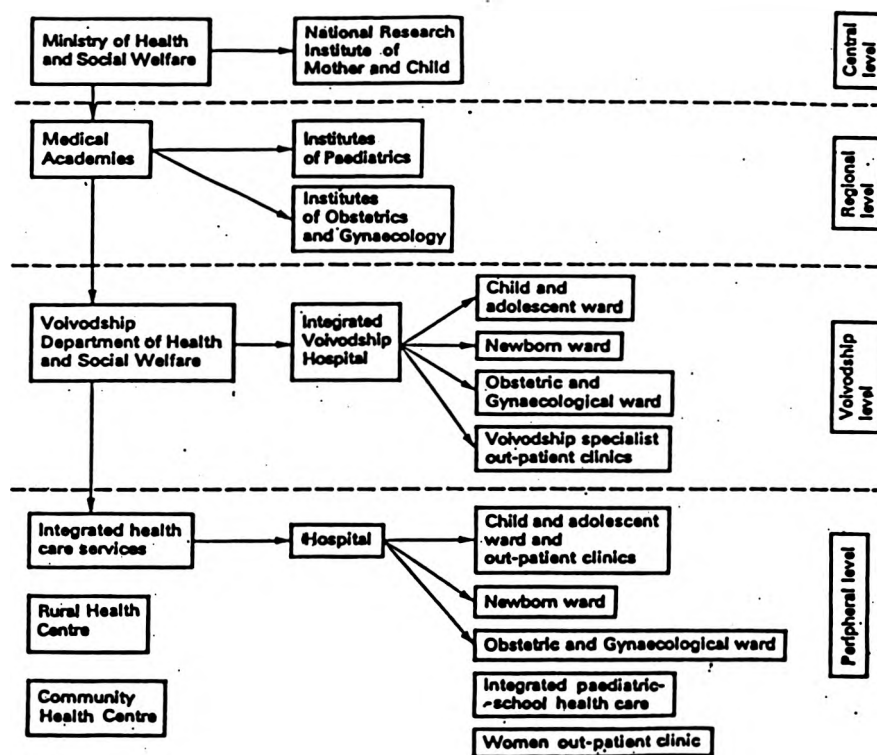 Ministry of Health
and Social Welfare
National Research
Institute of
Mother and Child
Central
level
Medical
Academies
Institutes
of Paediatrics
Institutes
of Obstetrics
and Gynaecology
Regional
level
Voivodship
Department of Health
and Social Welfare
Integrated
Voivodship
Hospital
Child and
adolescent ward
Newborn ward
Obstetric and
Gynaecological ward
Voivodship specialist
out-patient clinics
Voivodship
level
Integrated health
care services
Hospital
Child and adolescent
ward and
out-patient clinics
Newborn ward
Obstetric and Gynaecological ward
Rural Health
Centre
Community
Health Centre
Integrated paediatric-
-school health care
Women out-patient clinic
Peripheral level